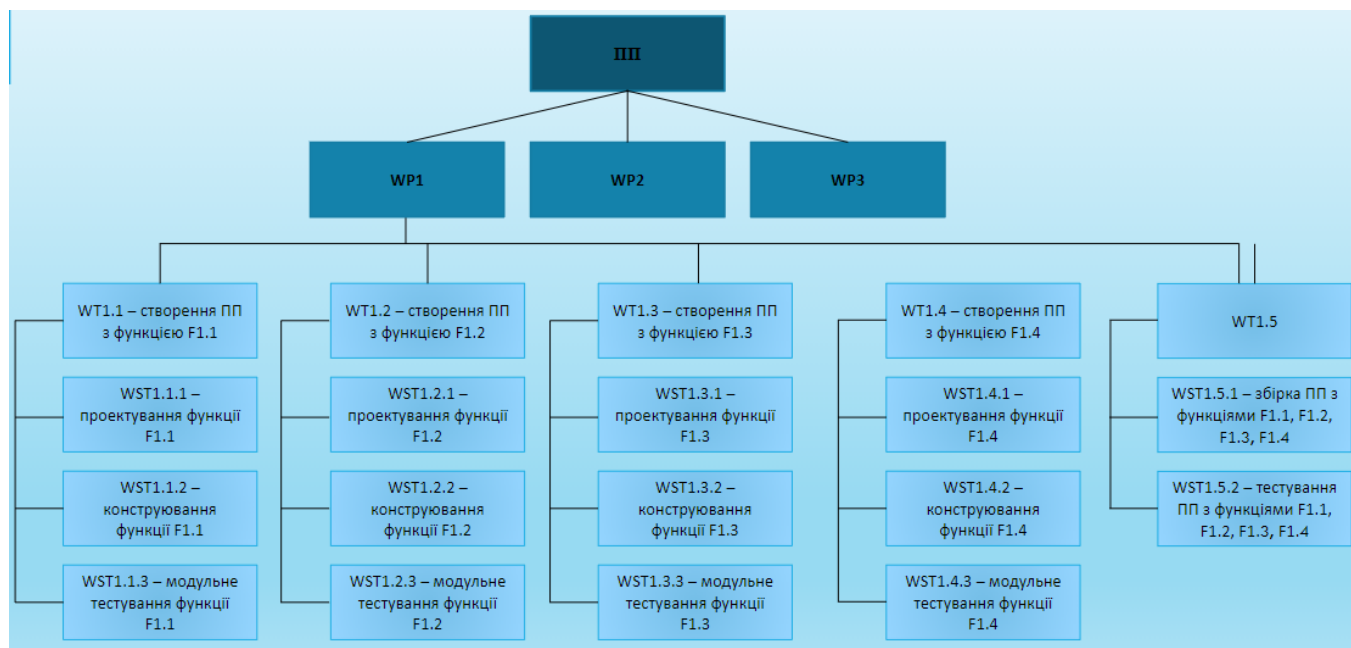 ПП
WP1
WP2
WP3
WT1.1 – створення ПП
з функцією F1.1
WT1.2 – створення ПП
з функцією F1.2
WT1.3 – створення ПП
з функцією F1.3
WT1.4 – створення ПП
з функцією F1.4
WT1.5
WST1.1.1 –
проектування функції
F1.1
WST1.2.1 –
проектування функції
F1.2
WST1.3.1 –
проектування функції
F1.3
WST1.4.1 –
проектування функції
F1.4
WST1.5.1 – збірка ПП з
функціями F1.1, F1.2,
F1.3, F1.4
WST1.1.2 –
конструювання
функції F1.1
WST1.2.2 –
конструювання
функції F1.2
WST1.3.2 –
конструювання
функції F1.3
WST1.4.2 –
конструювання
функції F1.4
WST1.5.2 – тестування
ПП з функціями F1.1,
F1.2, F1.3, F1.4
WST1.1.3 – модульне
тестування функції
F1.1
WST1.2.3 – модульне
тестування функції
F1.2
WST1.3.3 – модульне
тестування функції
F1.3
WST1.4.3 – модульне
тестування функції
F1.4